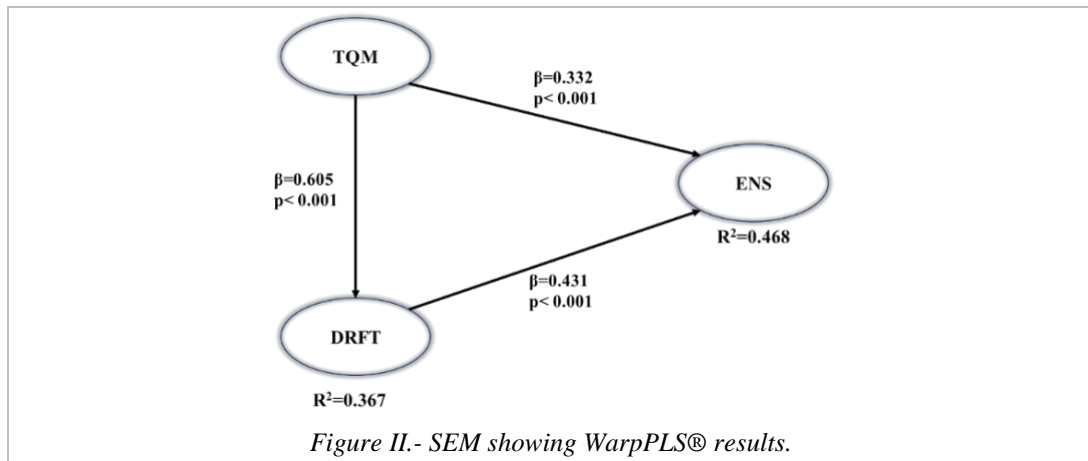 TQM
β=0.332
p< 0.001
β=0.605
p< 0.001
ENS
R²=0.468
β=0.431
p< 0.001
DRFT
R²=0.367
Figure II.- SEM showing WarpPLS® results.